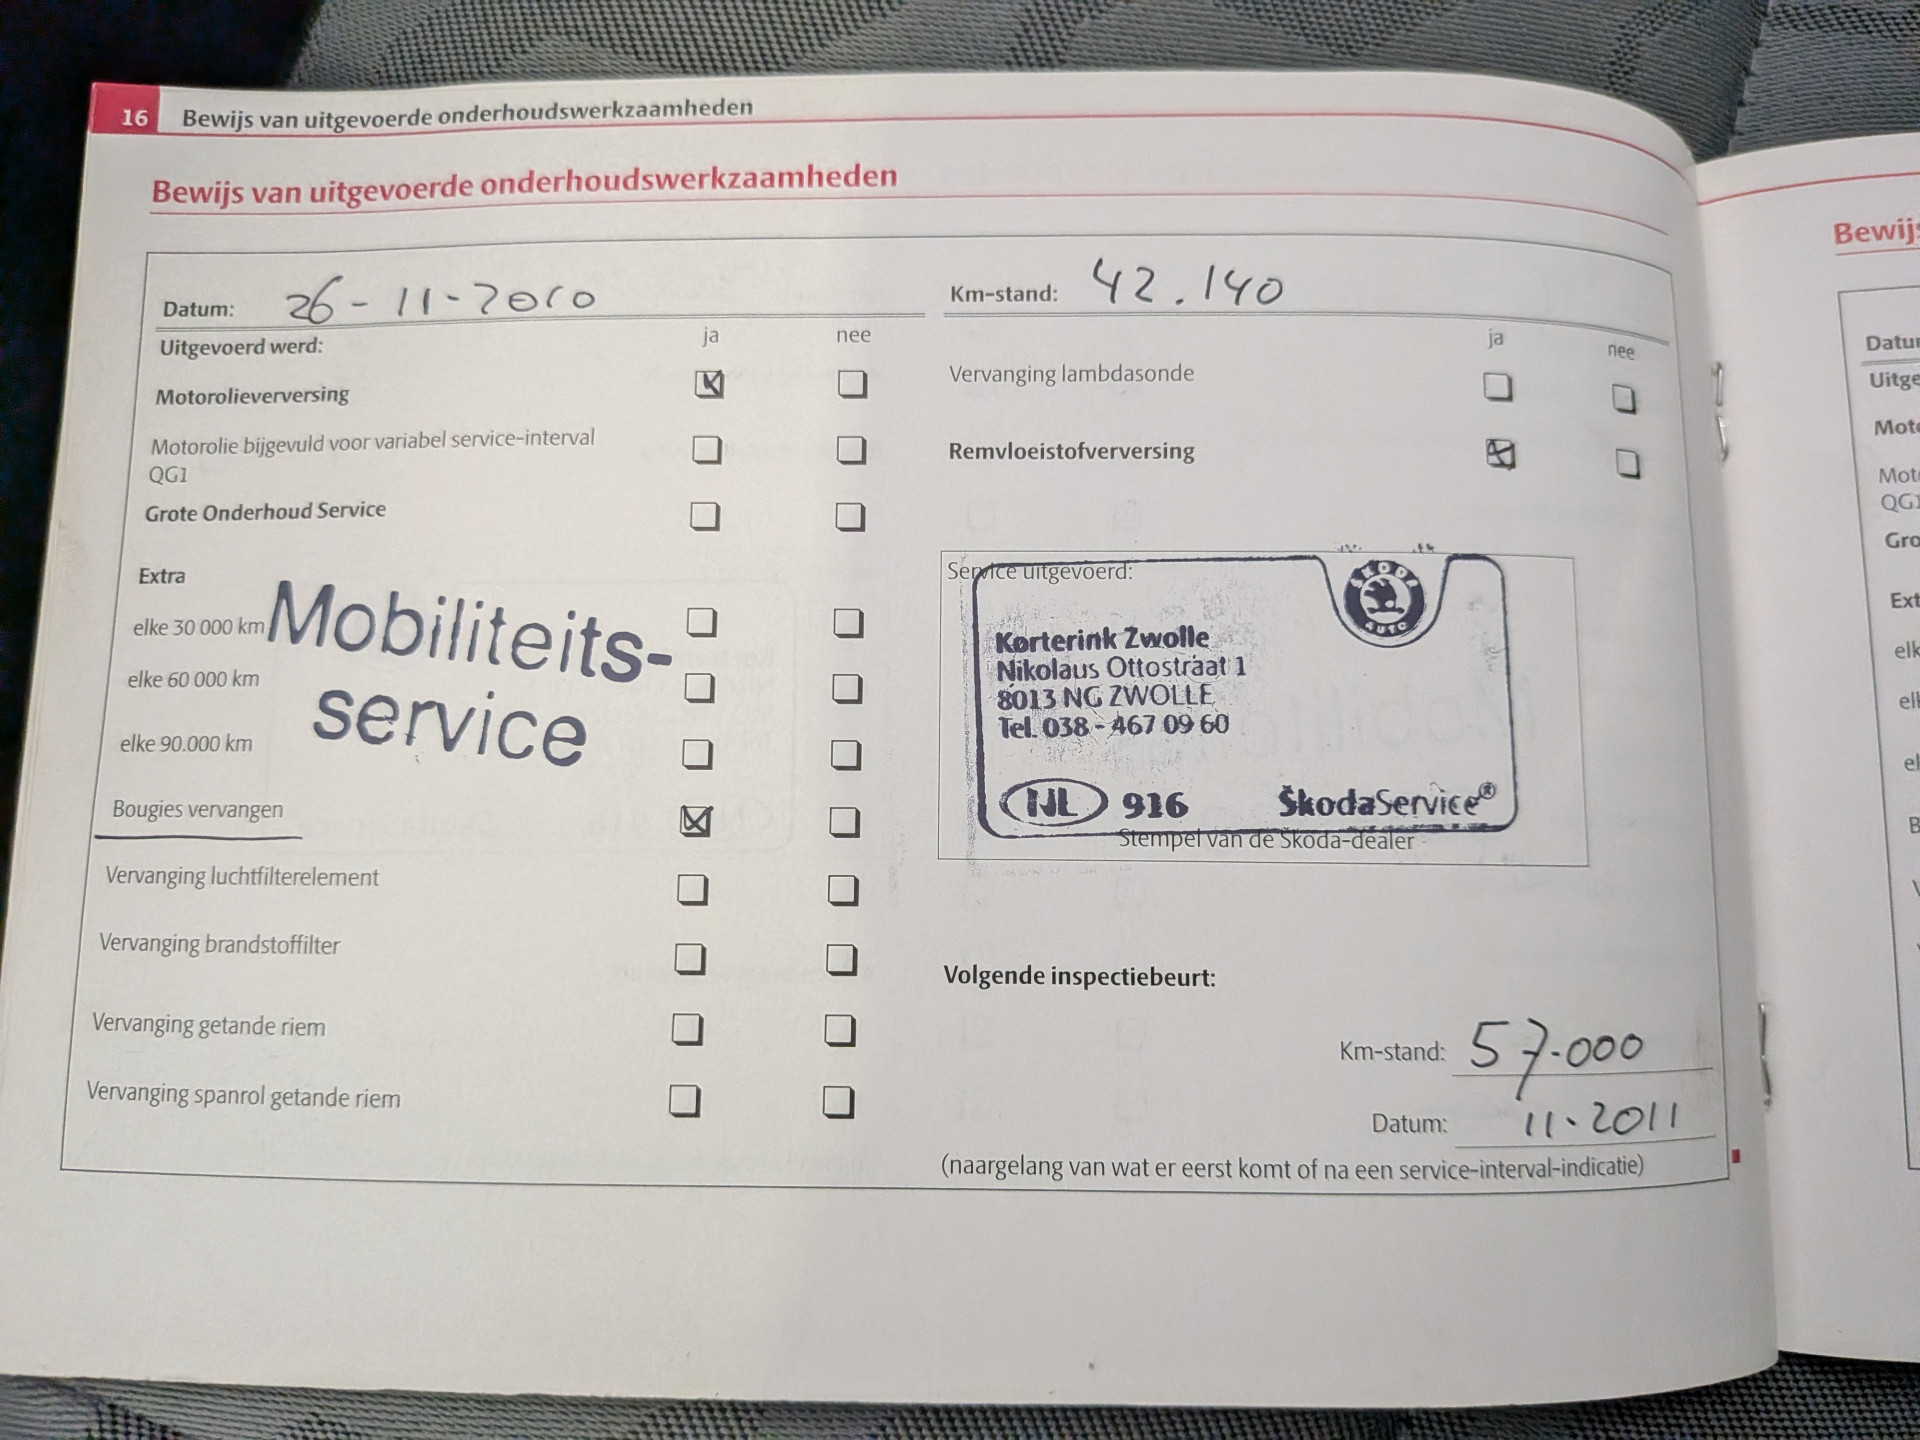 16 Bewijs van uitgevoerde onderhoudswerkzaamheden
Bewijs van uitgevoerde onderhoudswerkzaamheden
Datum: 26-11-2010
Uitgevoerd werd: ja nee
Motorolieverversing
Motorolie bijgevuld voor variabel service-interval
QG1
Grote Onderhoud Service
Extra
elke 30 000 km
elke 60 000 km
elke 90.000 km
Mobiliteits-
service
Bougies vervangen
Vervanging luchtfilterelement
Vervanging brandstoffilter
Vervanging getande riem
Vervanging spanrol getande riem
Km-stand: 42.140
ja nee
Vervanging lambdasonde
Remvloeistofverversing
Service uitgevoerd:
ŠKODA
AUTO
Korterink Zwolle
Nikolaus Ottostraat 1
8013 NG ZWOLLE
Tel. 038-467 09 60
NL 916 ŠkodaService®
Stempel van de Škoda-dealer
Volgende inspectiebeurt:
Km-stand: 57.000
Datum: 11.2011
(naargelang van wat er eerst komt of na een service-interval-indicatie)